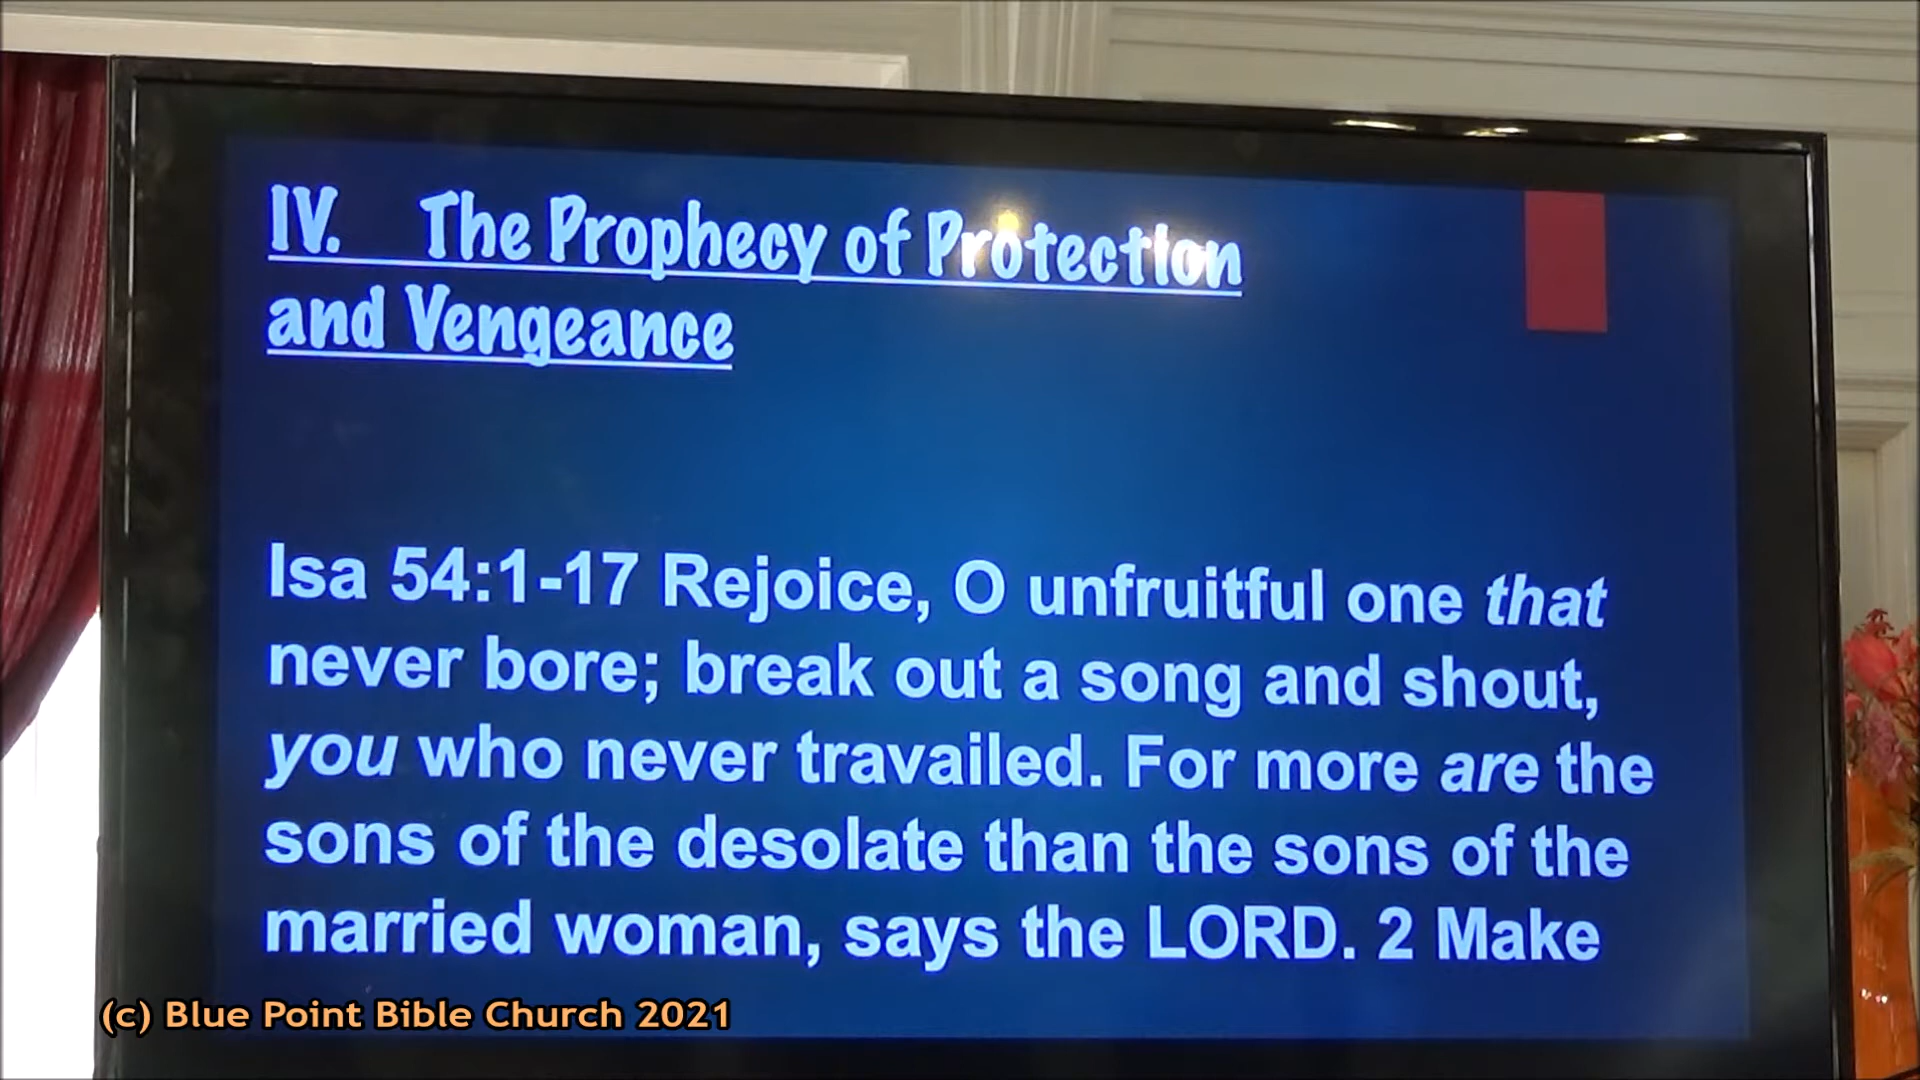 IV. The Prophecy of Protection
and Vengeance
Isa 54:1-17 Rejoice, O unfruitful one that
never bore; break out a song and shout,
you who never travailed. For more are the
sons of the desolate than the sons of the
married woman, says the LORD. 2 Make
(c) Blue Point Bible Church 2021